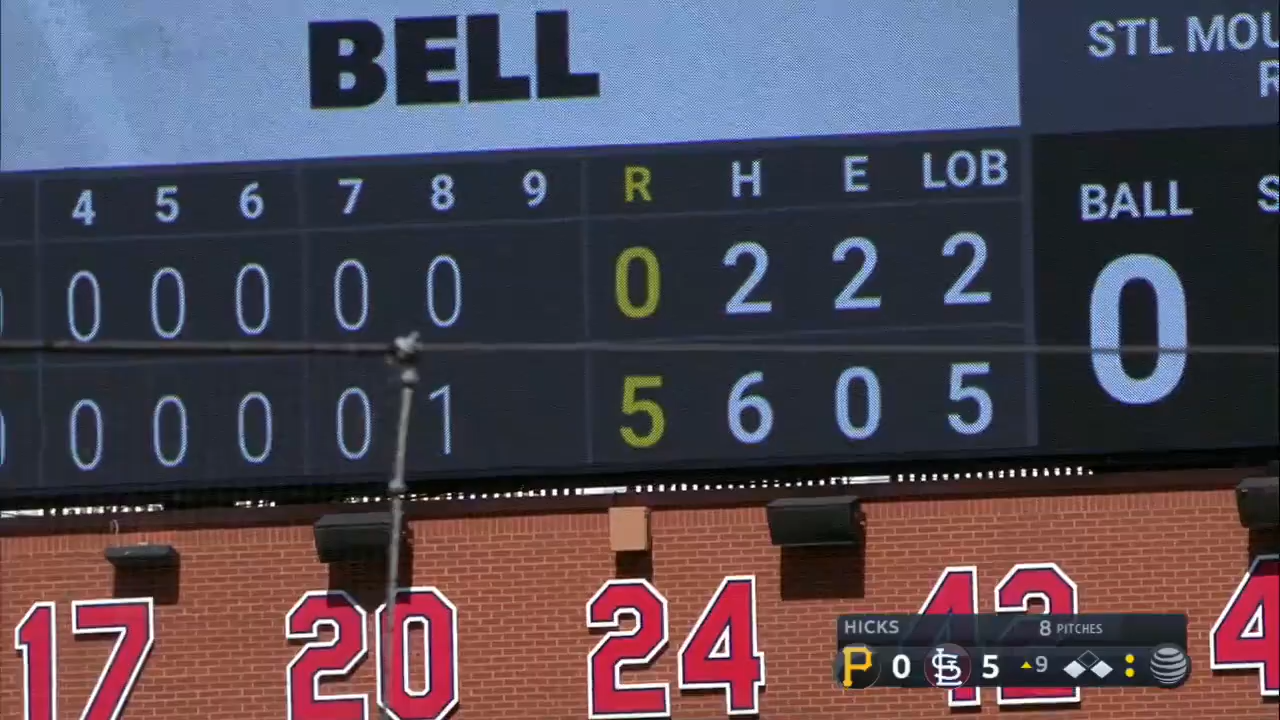 BELL
STL MOU
R
4 5 6 7 8 9 R H E LOB
0 0 0 0 0 0 2 2 2
0 0 0 0 1 5 6 0 5
BALL S
0
17 20 24 42 4
HICKS 8 PITCHES
P 0 STL 5 ▲9